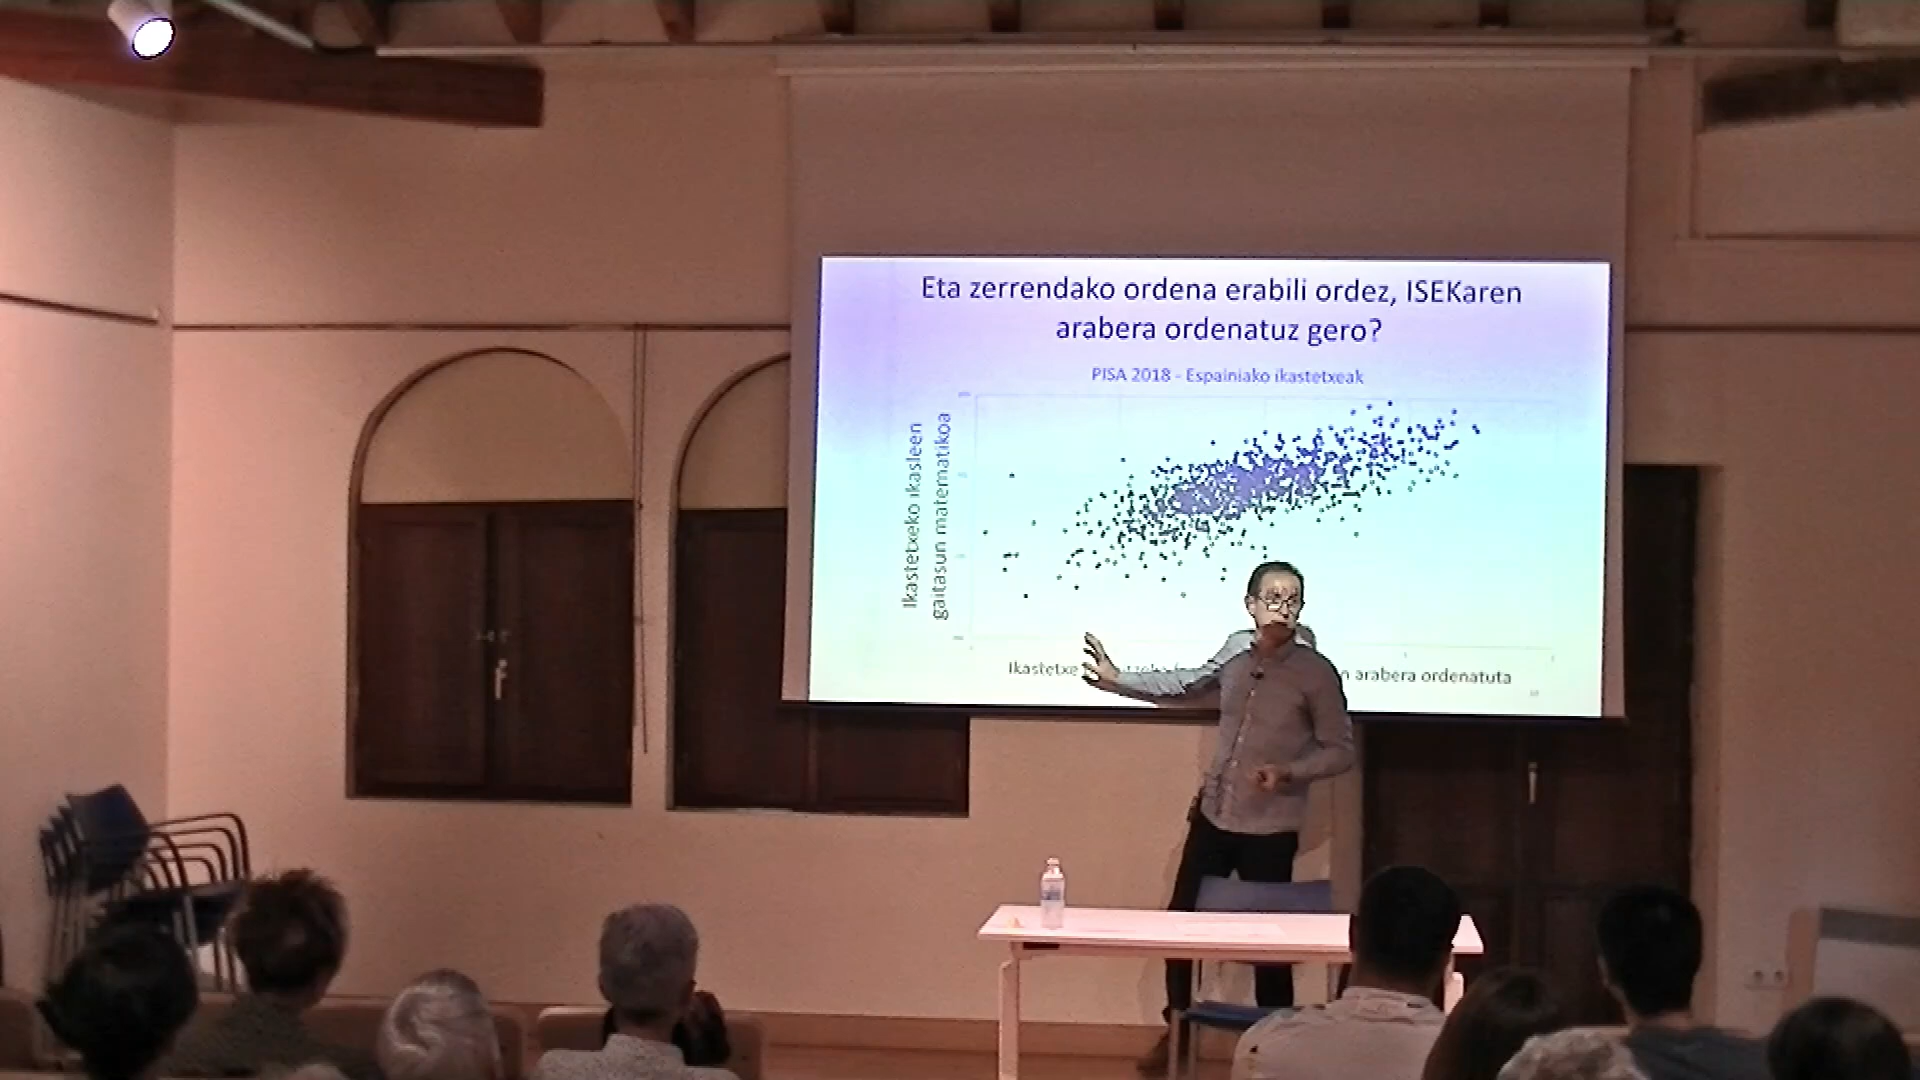 Eta zerrendako ordena erabili ordez, ISEKaren
arabera ordenatuz gero?
PISA 2018 - Espainiako ikastetxeak
Ikastetxeko ikasleen
gaitasun matematikoa
Ikastetxe
arabera ordenatuta